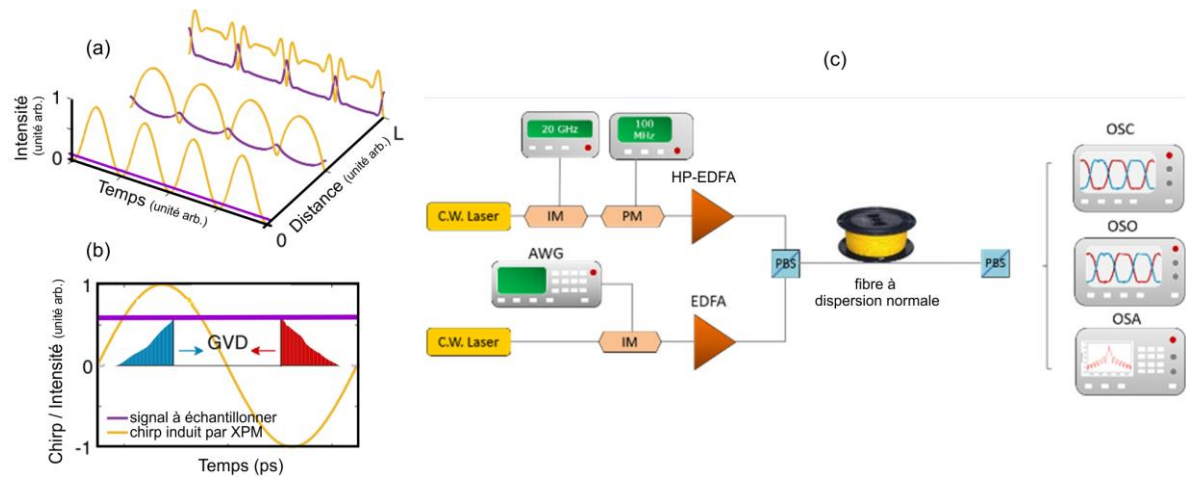 (a)
Intensité
(unité arb.)
1
0
Temps (unité arb.)
0
Distance (unité arb.)
L
(b)
Chirp / Intensité (unité arb.)
1
0
-1
GVD
signal à échantillonner
chirp induit par XPM
Temps (ps)
(c)
20 GHz
100
MHz
HP-EDFA
C.W. Laser
IM
PM
AWG
EDFA
C.W. Laser
IM
PBS
fibre à
dispersion normale
PBS
OSC
OSO
OSA